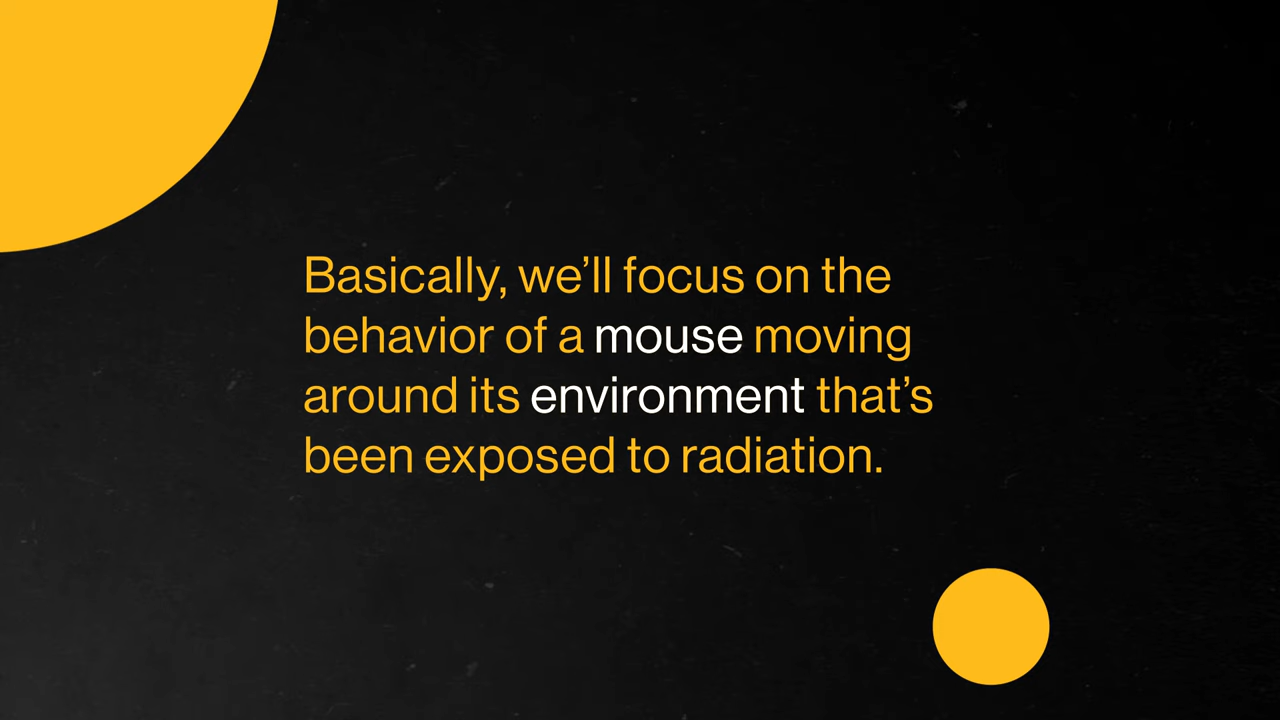 Basically, we’ll focus on the
behavior of a mouse moving
around its environment that’s
been exposed to radiation.